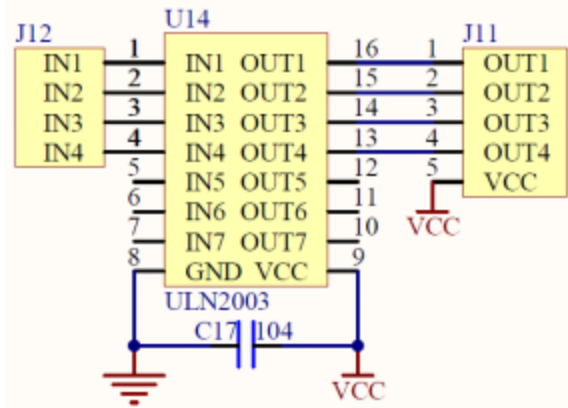 U14
J12
J11
1 16 1
IN1 IN1 OUT1 OUT1
2 15 2
IN2 IN2 OUT2 OUT2
3 14 3
IN3 IN3 OUT3 OUT3
4 13 4
IN4 IN4 OUT4 OUT4
5 12 5
IN5 OUT5 VCC
6 11
IN6 OUT6
VCC
7 10
IN7 OUT7
8 9
GND VCC
ULN2003
C17 104
VCC